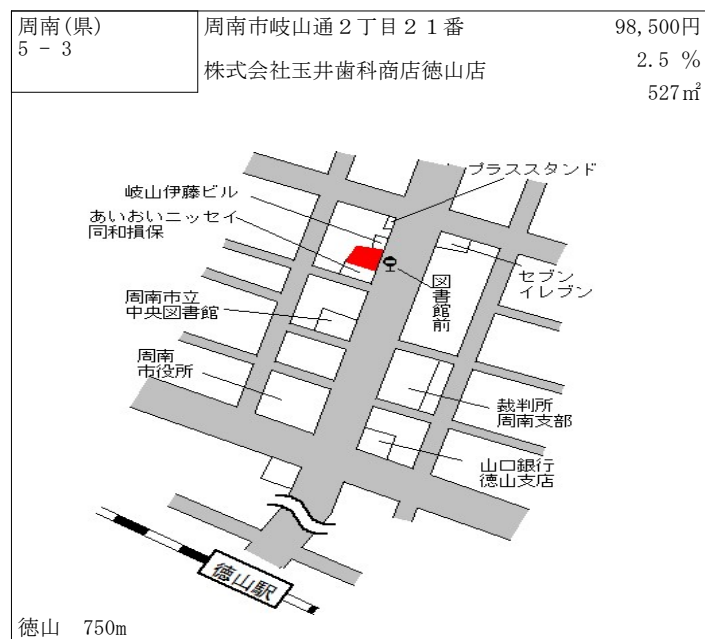 周南(県)
5 - 3
周南市岐山通２丁目２１番
98,500円
株式会社玉井歯科商店徳山店
2.5 %
527㎡
プラススタンド
岐山伊藤ビル
あいおいニッセイ
同和損保
セブン
イレブン
図書館前
周南市立
中央図書館
周南
市役所
裁判所
周南支部
山口銀行
徳山支店
徳山駅
徳山 750m